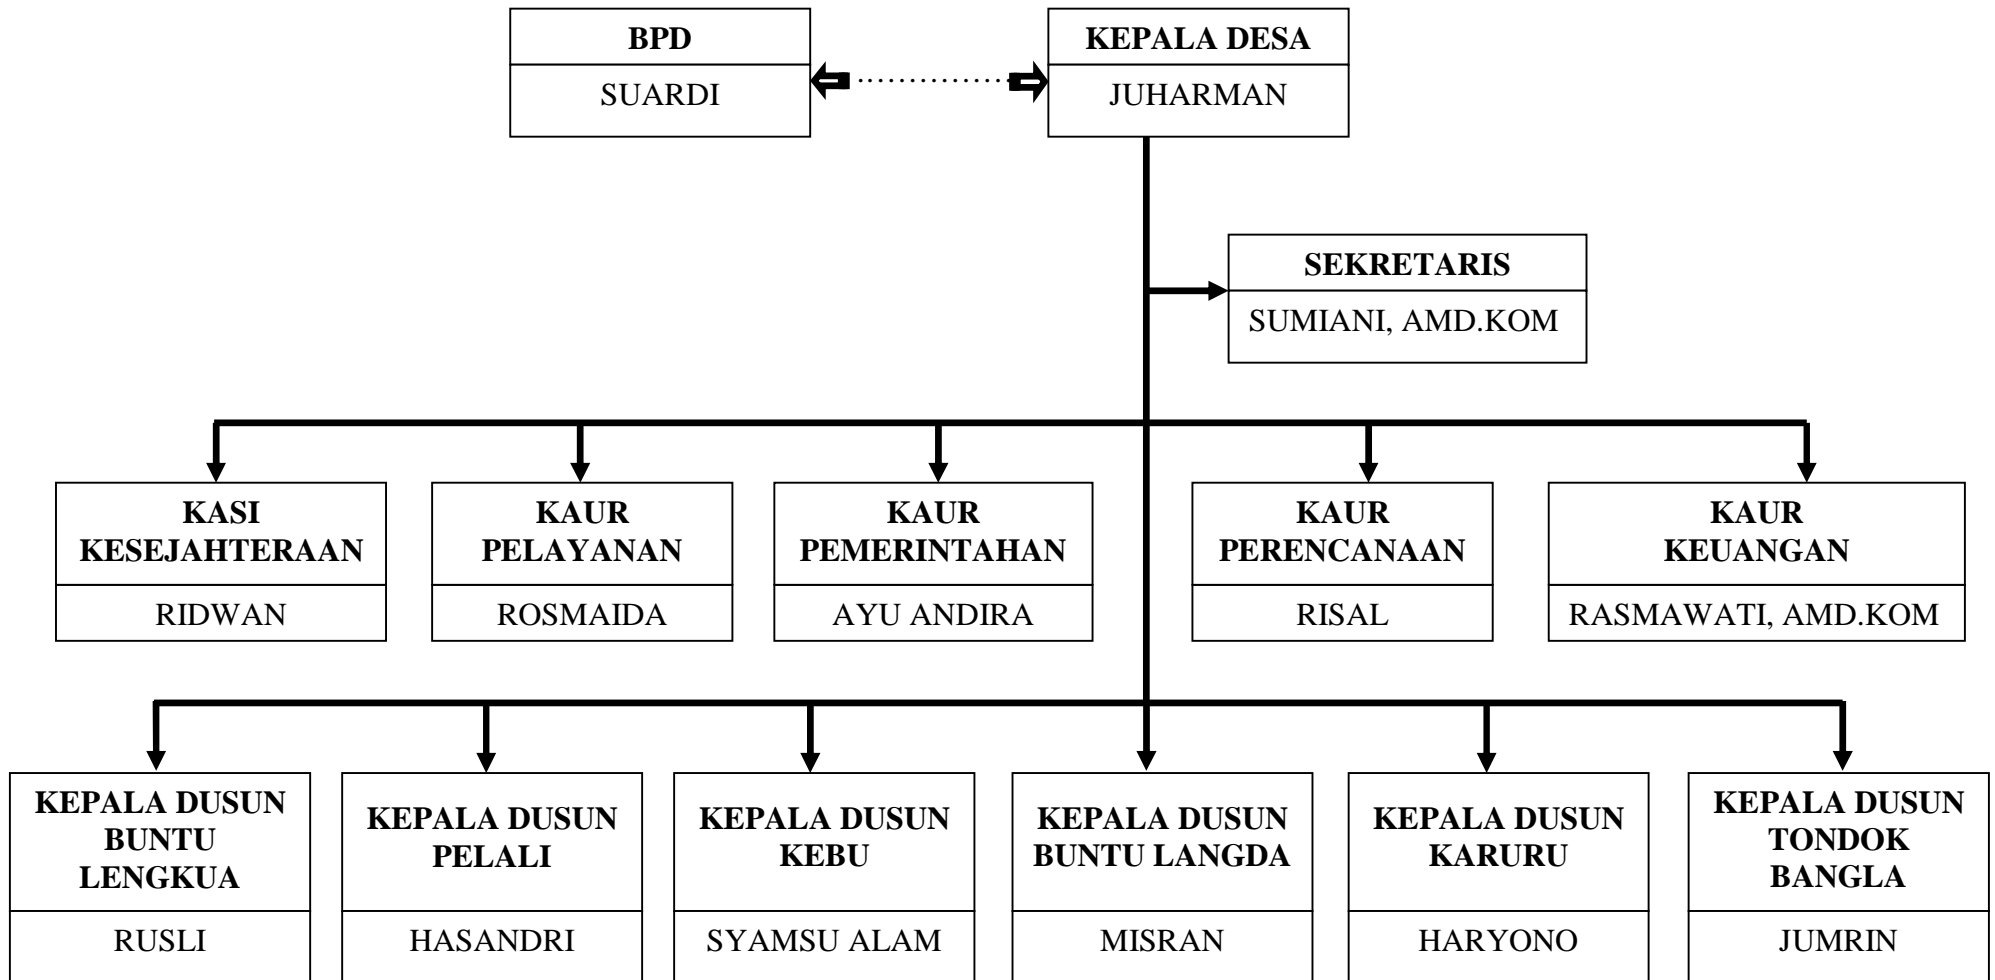 BPD
SUARDI
KEPALA DESA
JUHARMAN
SEKRETARIS
SUMIANI, AMD.KOM
KASI
KESEJAHTERAAN
RIDWAN
KAUR
PELAYANAN
ROSMAIDA
KAUR
PEMERINTAHAN
AYU ANDIRA
KAUR
PERENCANAAN
RISAL
KAUR
KEUANGAN
RASMAWATI, AMD.KOM
KEPALA DUSUN
BUNTU
LENGKUA
RUSLI
KEPALA DUSUN
PELALI
HASANDRI
KEPALA DUSUN
KEBU
SYAMSU ALAM
KEPALA DUSUN
BUNTU LANGDA
MISRAN
KEPALA DUSUN
KARURU
HARYONO
KEPALA DUSUN
TONDOK
BANGLA
JUMRIN